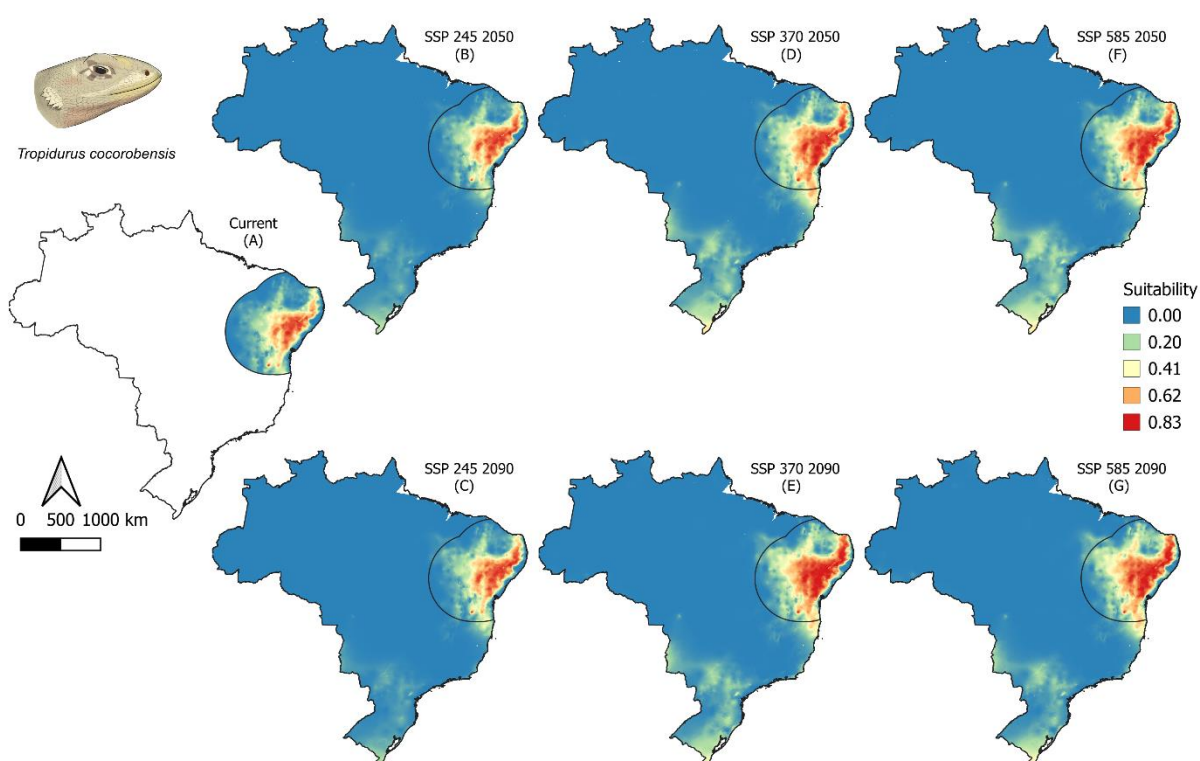 SSP 245 2050
(B)
SSP 370 2050
(D)
SSP 585 2050
(F)
Tropidurus cocorobensis
Current
(A)
Suitability
0.00
0.20
0.41
0.62
0.83
SSP 245 2090
(C)
SSP 370 2090
(E)
SSP 585 2090
(G)
0 500 1000 km